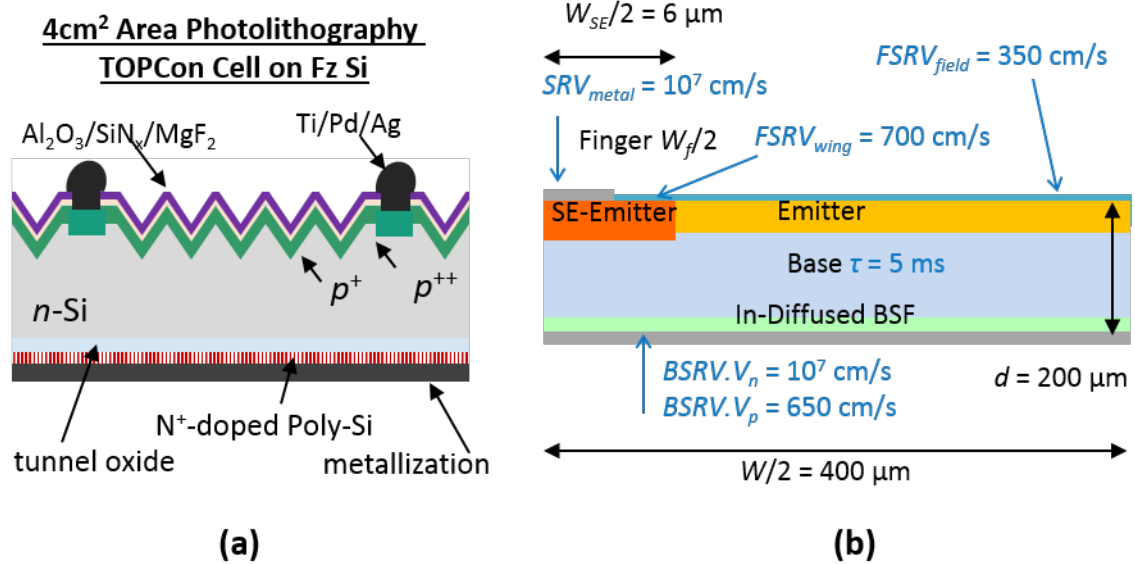 4cm² Area Photolithography
TOPCon Cell on Fz Si
Al₂O₃/SiNₓ/MgF₂
Ti/Pd/Ag
p⁺
p⁺⁺
n-Si
N⁺-doped Poly-Si
tunnel oxide
metallization
(a)
W_SE/2 = 6 µm
SRV_metal = 10⁷ cm/s
FSRV_field = 350 cm/s
Finger W_f/2
FSRV_wing = 700 cm/s
SE-Emitter
Emitter
Base τ = 5 ms
In-Diffused BSF
BSRV.V_n = 10⁷ cm/s
BSRV.V_p = 650 cm/s
d = 200 µm
W/2 = 400 µm
(b)